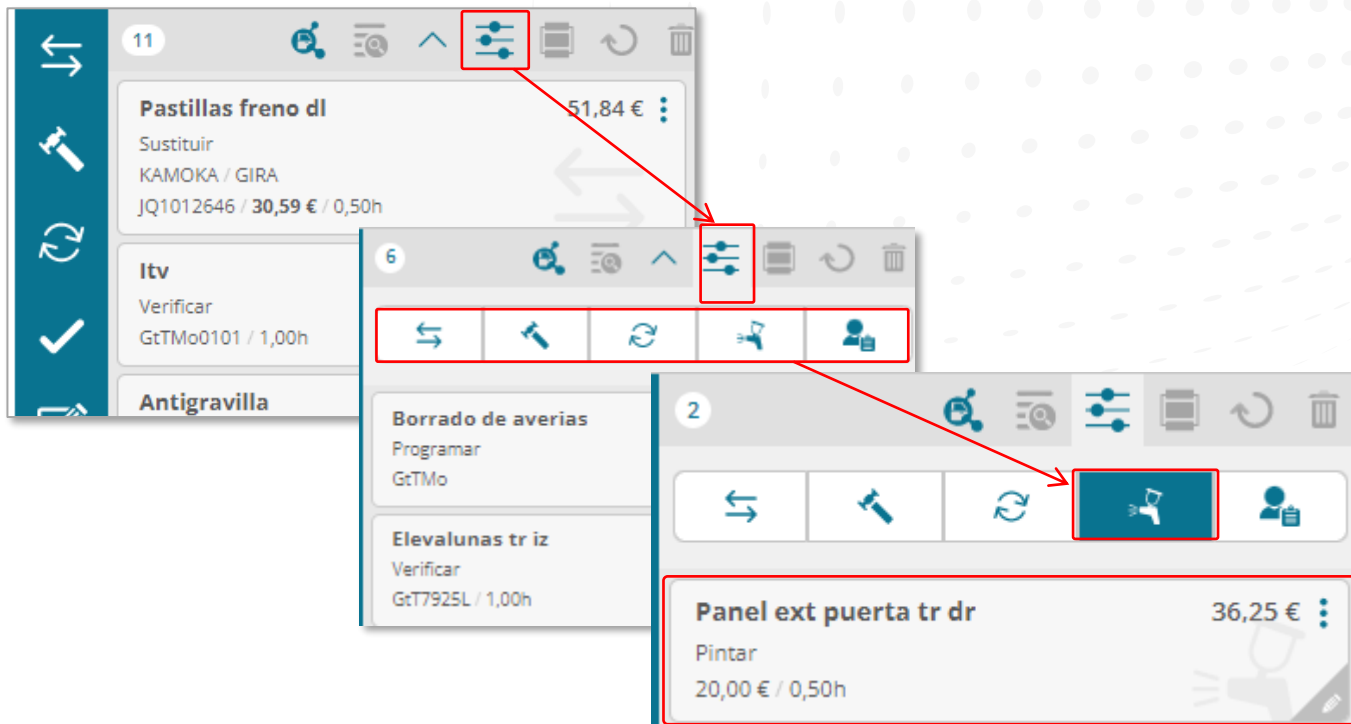 11
Pastillas freno dl
51,84 €
Sustituir
KAMOKA / GIRA
JQ1012646 / 30,59 € / 0,50h
Itv
Verificar
GtTMo0101 / 1,00h
Antigravilla
6
Borrado de averias
Programar
GtTMo
Elevalunas tr iz
Verificar
GtT7925L / 1,00h
2
Panel ext puerta tr dr
36,25 €
Pintar
20,00 € / 0,50h